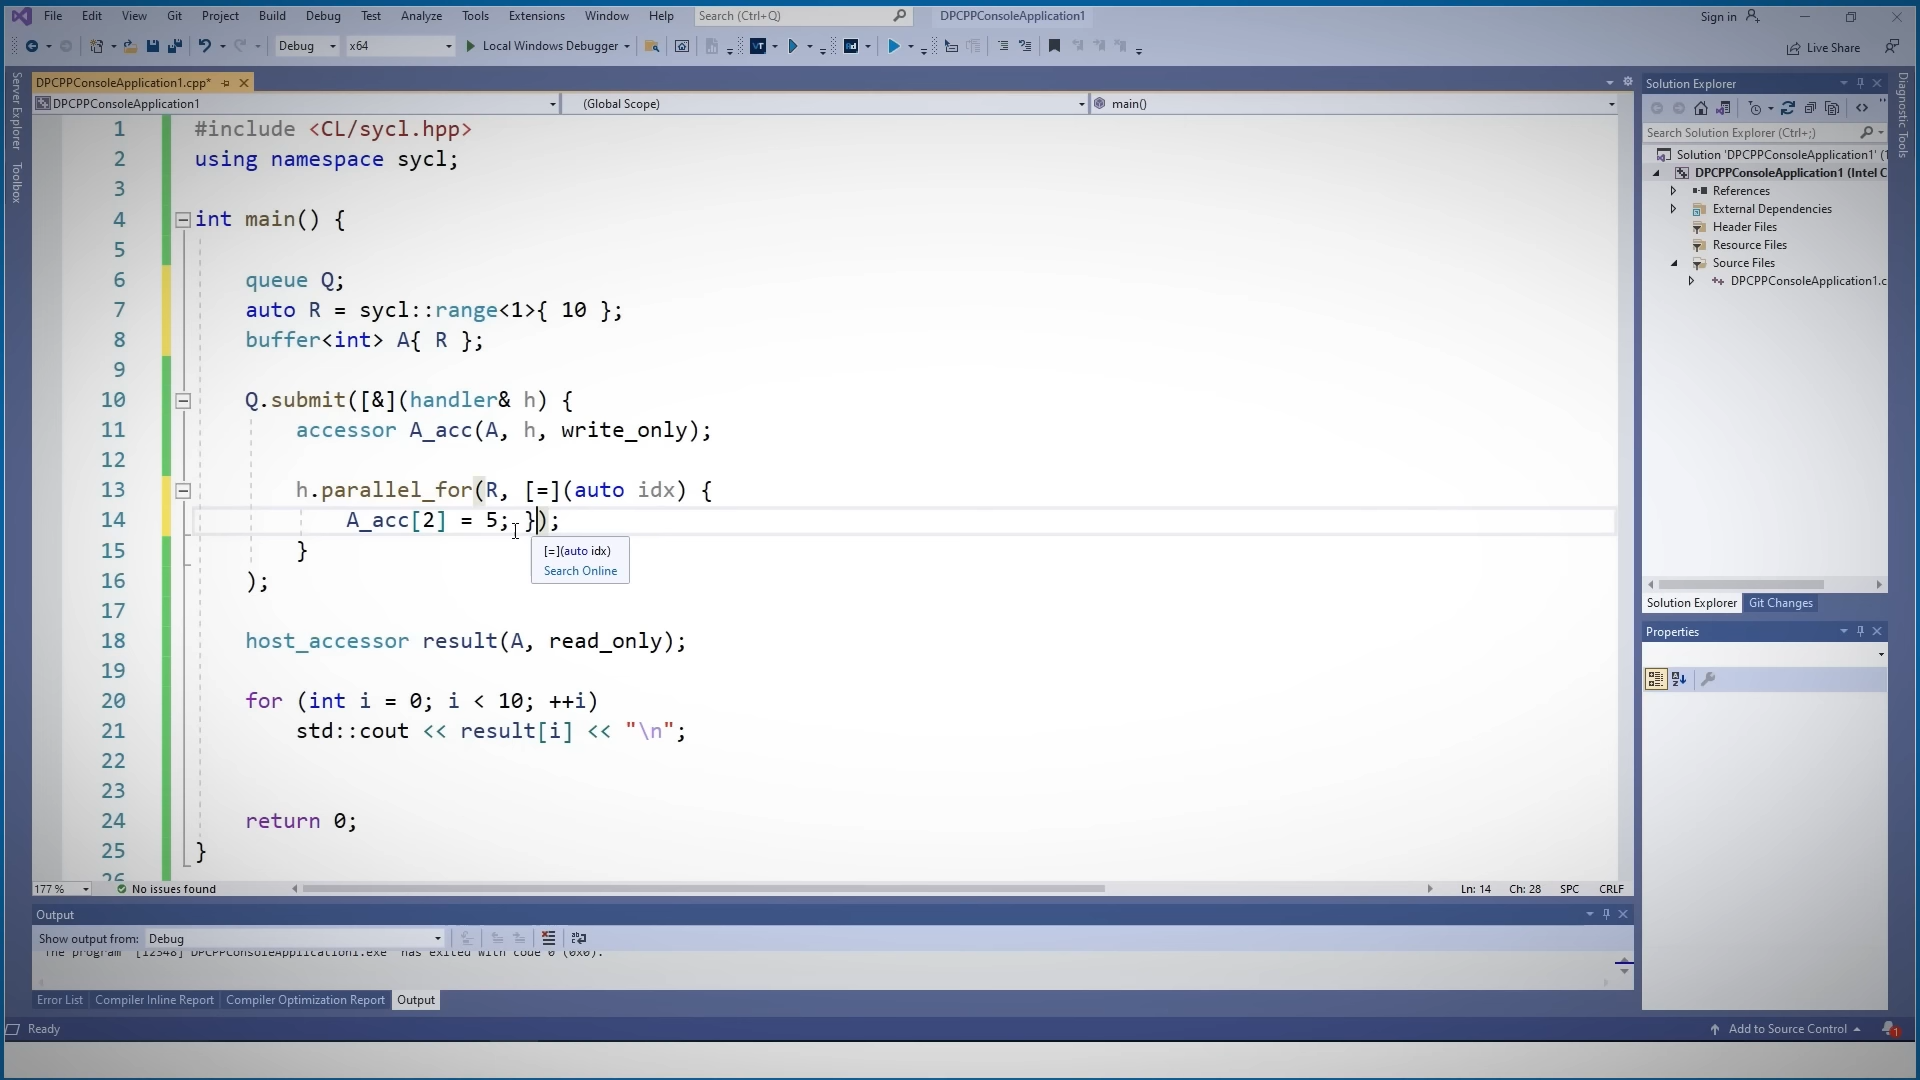 File Edit View Git Project Build Debug Test Analyze Tools Extensions Window Help Search (Ctrl+Q) DPCPPConsoleApplication1 Sign in
Debug x64 Local Windows Debugger Live Share
Server Explorer
Toolbox
DPCPPConsoleApplication1.cpp*
DPCPPConsoleApplication1 (Global Scope) main()
1 #include <CL/sycl.hpp>
2 using namespace sycl;
3
4 int main() {
5
6 queue Q;
7 auto R = sycl::range<1>{ 10 };
8 buffer<int> A{ R };
9
10 Q.submit([&](handler& h) {
11 accessor A_acc(A, h, write_only);
12
13 h.parallel_for(R, [=](auto idx) {
14 A_acc[2] = 5; });
15 }
[=](auto idx)
Search Online
16 );
17
18 host_accessor result(A, read_only);
19
20 for (int i = 0; i < 10; ++i)
21 std::cout << result[i] << "\n";
22
23
24 return 0;
25 }
26
177 % No issues found Ln: 14 Ch: 28 SPC CRLF
Output
Show output from: Debug
The program '[12348] DPCPPConsoleApplication1.exe' has exited with code 0 (0x0).
Error List Compiler Inline Report Compiler Optimization Report Output
Ready Add to Source Control 1
Solution Explorer
Search Solution Explorer (Ctrl+;)
Solution 'DPCPPConsoleApplication1' (1
DPCPPConsoleApplication1 (Intel C
References
External Dependencies
Header Files
Resource Files
Source Files
DPCPPConsoleApplication1.c
Solution Explorer Git Changes
Properties
Diagnostic Tools